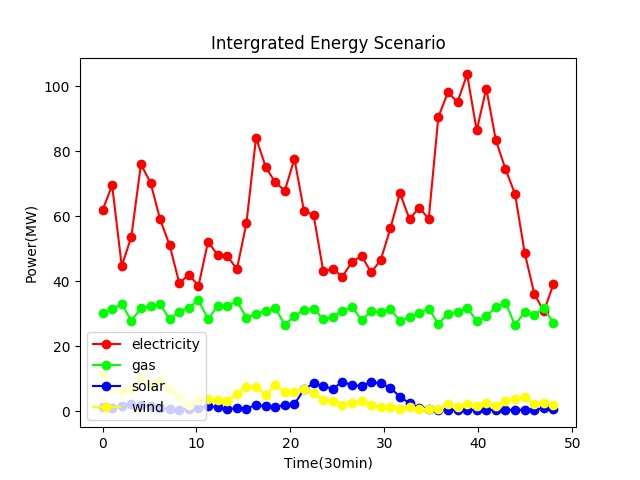 Intergrated Energy Scenario
Power(MW)
100
80
60
40
20
0
electricity
gas
solar
wind
0 10 20 30 40 50
Time(30min)